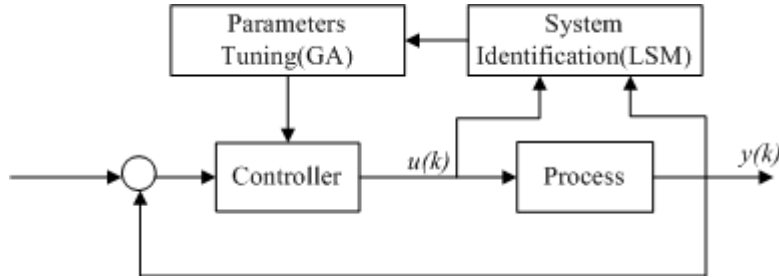 Parameters
Tuning(GA)
System
Identification(LSM)
Controller
u(k)
Process
y(k)